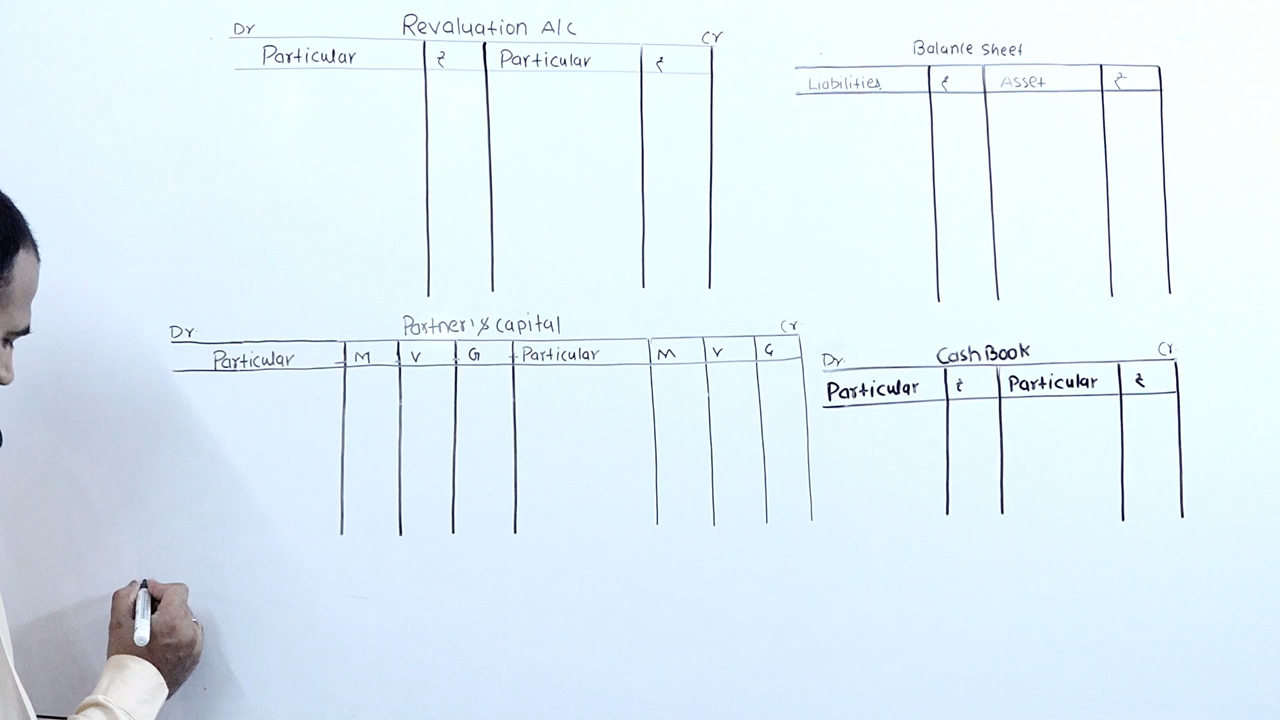 Dr Revaluation A/C Cr
Particular ₹ Particular ₹
Balance Sheet
Liabilities ₹ Asset ₹
Dr. Partner's Capital Cr.
Particular M V G Particular M V G
Dr. Cash Book Cr.
Particular ₹ Particular ₹